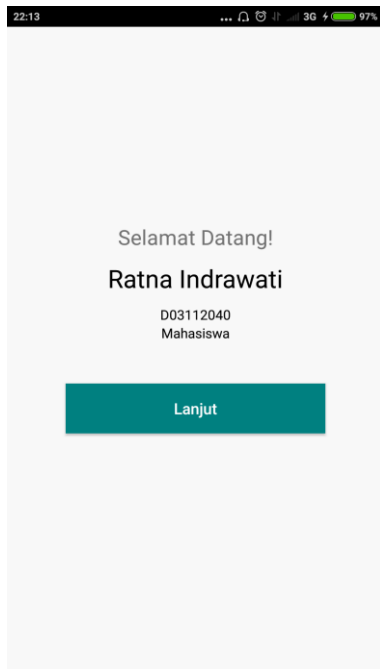 22:13 ... 3G 97%
Selamat Datang!
Ratna Indrawati
D03112040
Mahasiswa
Lanjut